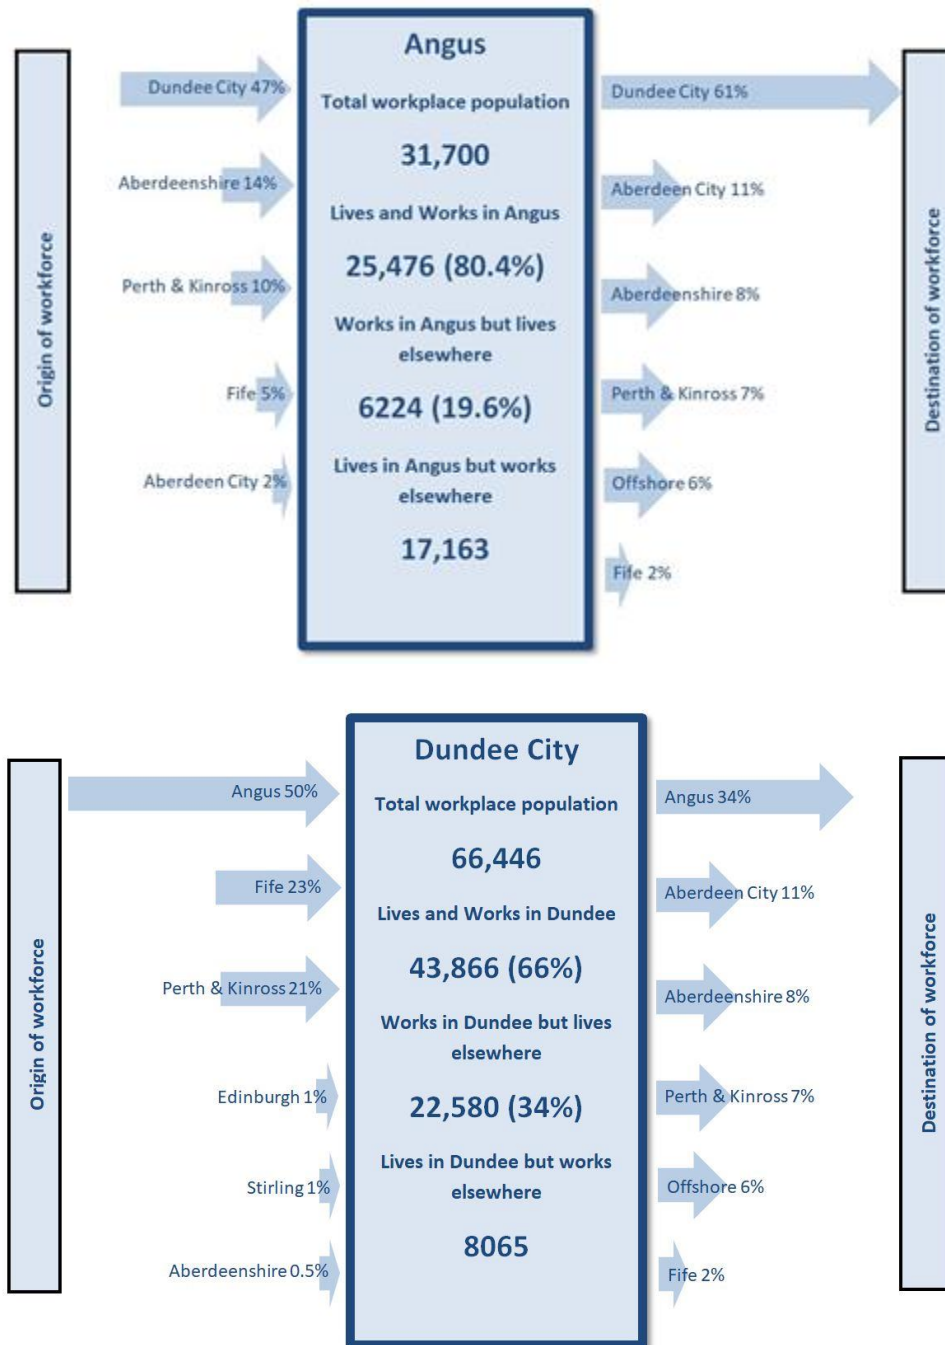 Angus
Origin of workforce
Dundee City 47%
Aberdeenshire 14%
Perth & Kinross 10%
Fife 5%
Aberdeen City 2%
Total workplace population
31,700
Lives and Works in Angus
25,476 (80.4%)
Works in Angus but lives
elsewhere
6224 (19.6%)
Lives in Angus but works
elsewhere
17,163
Dundee City 61%
Aberdeen City 11%
Aberdeenshire 8%
Perth & Kinross 7%
Offshore 6%
Fife 2%
Destination of workforce
Dundee City
Origin of workforce
Angus 50%
Fife 23%
Perth & Kinross 21%
Edinburgh 1%
Stirling 1%
Aberdeenshire 0.5%
Total workplace population
66,446
Lives and Works in Dundee
43,866 (66%)
Works in Dundee but lives
elsewhere
22,580 (34%)
Lives in Dundee but works
elsewhere
8065
Angus 34%
Aberdeen City 11%
Aberdeenshire 8%
Perth & Kinross 7%
Offshore 6%
Fife 2%
Destination of workforce